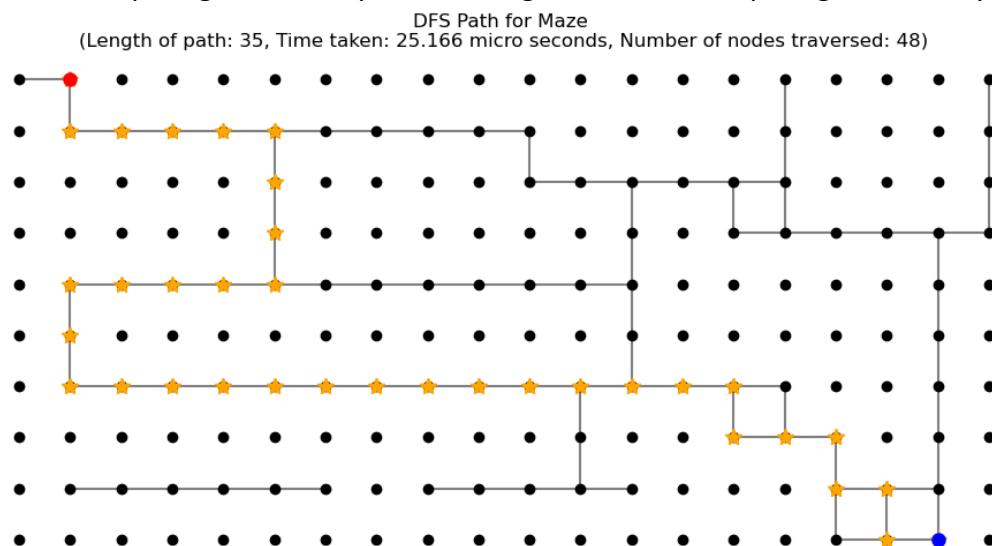 DFS Path for Maze
(Length of path: 35, Time taken: 25.166 micro seconds, Number of nodes traversed: 48)